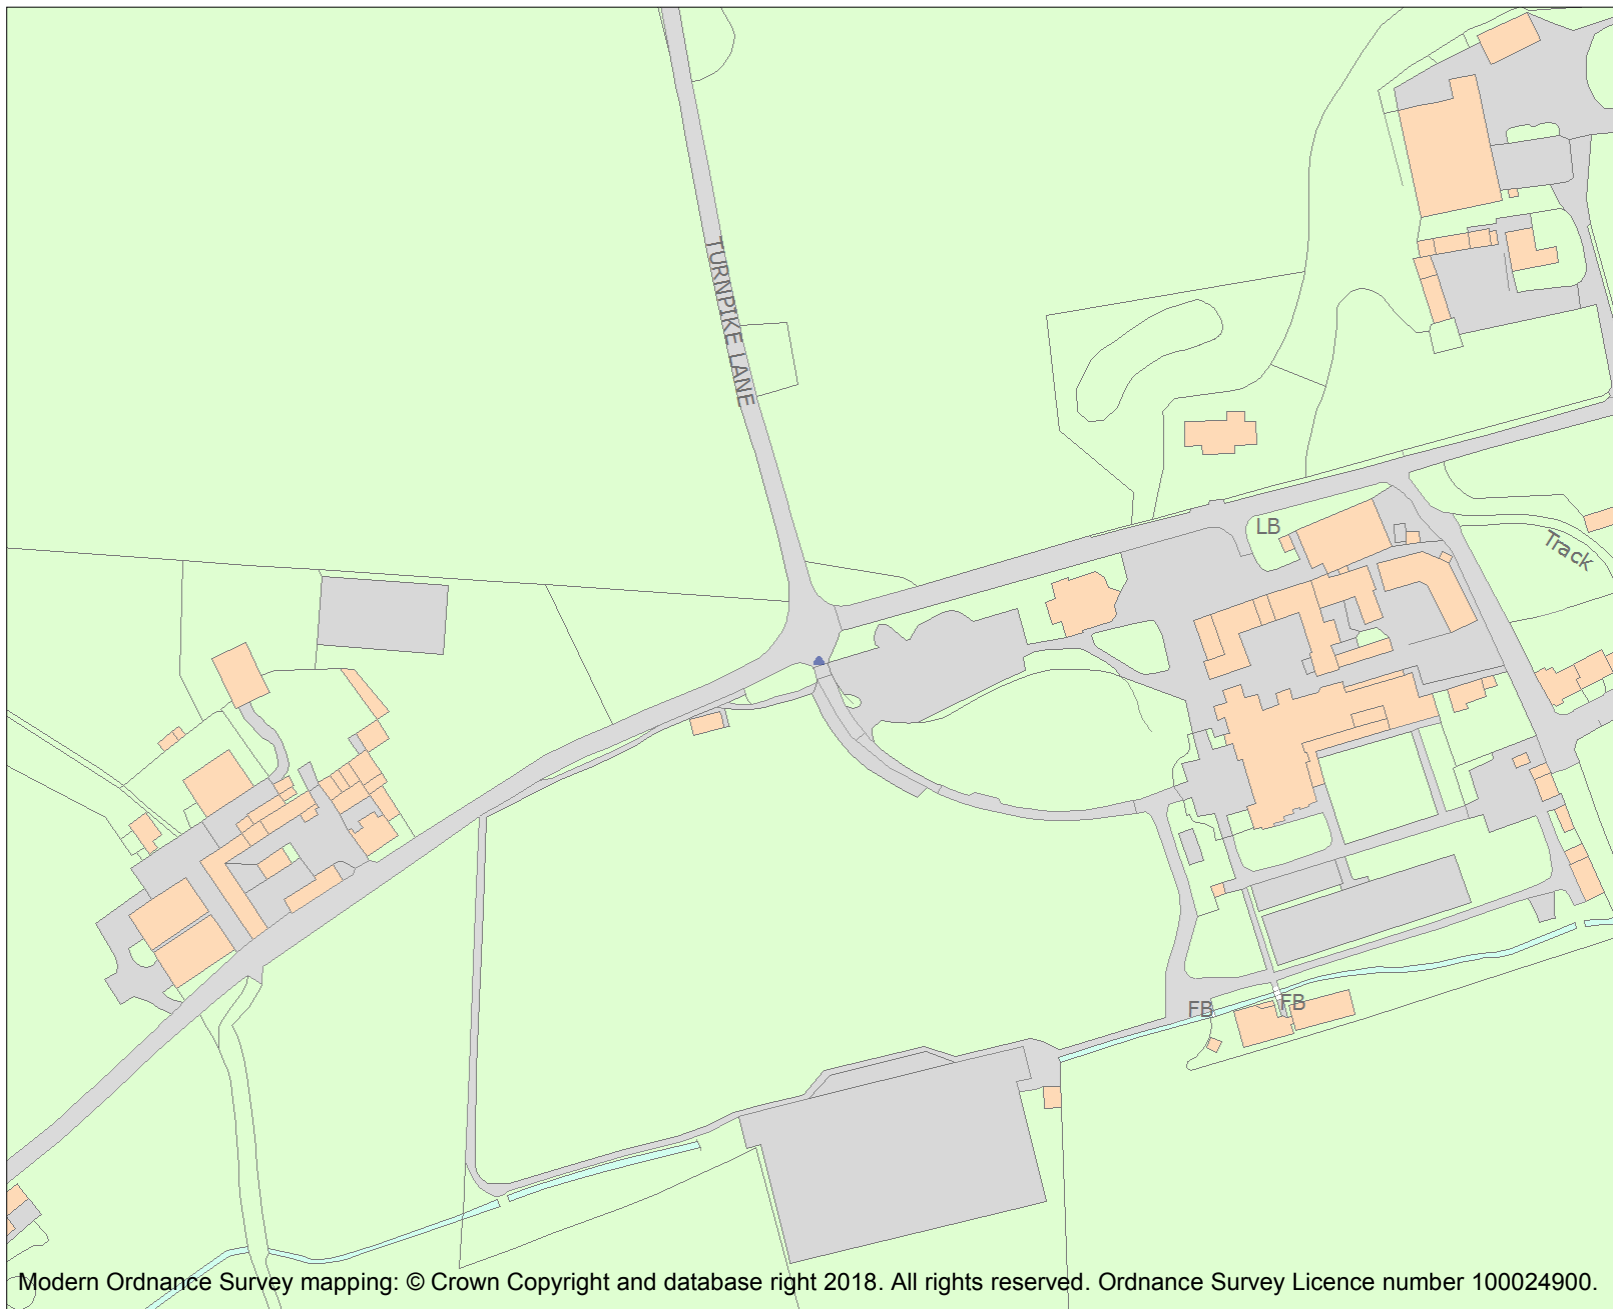 TURNPIKE LANE
LB
Track
FB
FB
Modern Ordnance Survey mapping: © Crown Copyright and database right 2018. All rights reserved. Ordnance Survey Licence number 100024900.